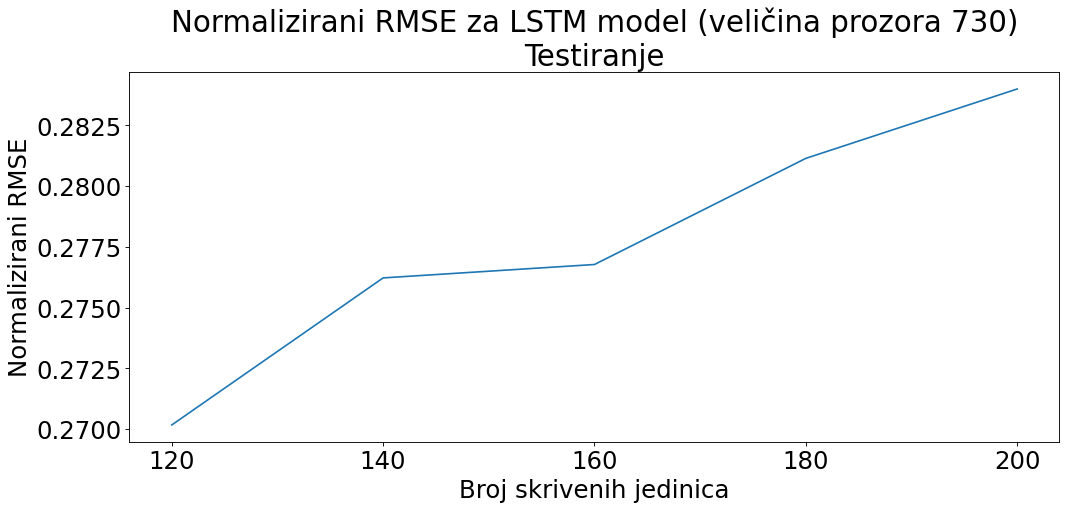 Normalizirani RMSE za LSTM model (veličina prozora 730)
Testiranje
Normalizirani RMSE
0.2825
0.2800
0.2775
0.2750
0.2725
0.2700
120 140 160 180 200
Broj skrivenih jedinica